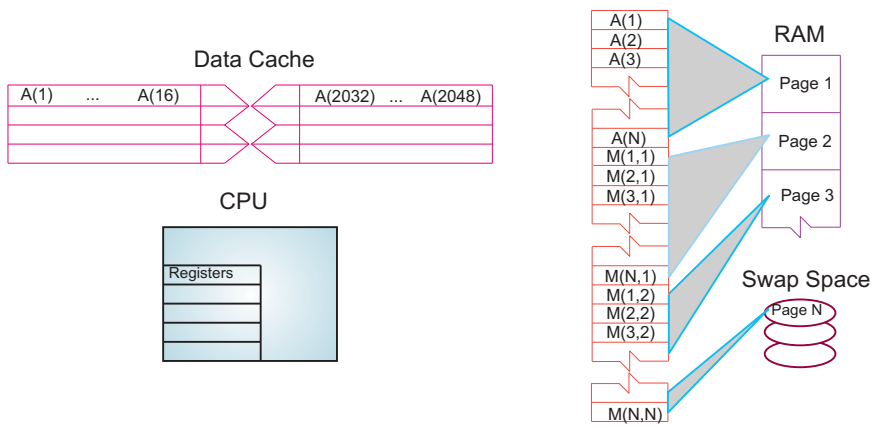 Data Cache
A(1) ... A(16) A(2032) ... A(2048)
CPU
Registers
A(1)
A(2)
A(3)
A(N)
M(1,1)
M(2,1)
M(3,1)
M(N,1)
M(1,2)
M(2,2)
M(3,2)
M(N,N)
RAM
Page 1
Page 2
Page 3
Swap Space
Page N